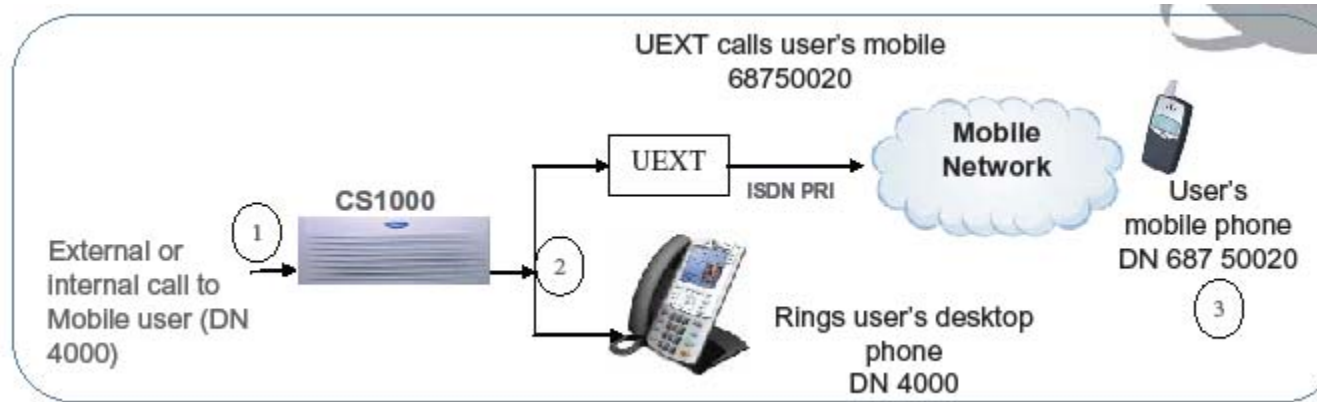 UEXT calls user's mobile
68750020
UEXT
Mobile
Network
ISDN PRI
CS1000
1
External or
internal call to
Mobile user (DN
4000)
2
User's
mobile phone
DN 687 50020
3
Rings user's desktop
phone
DN 4000